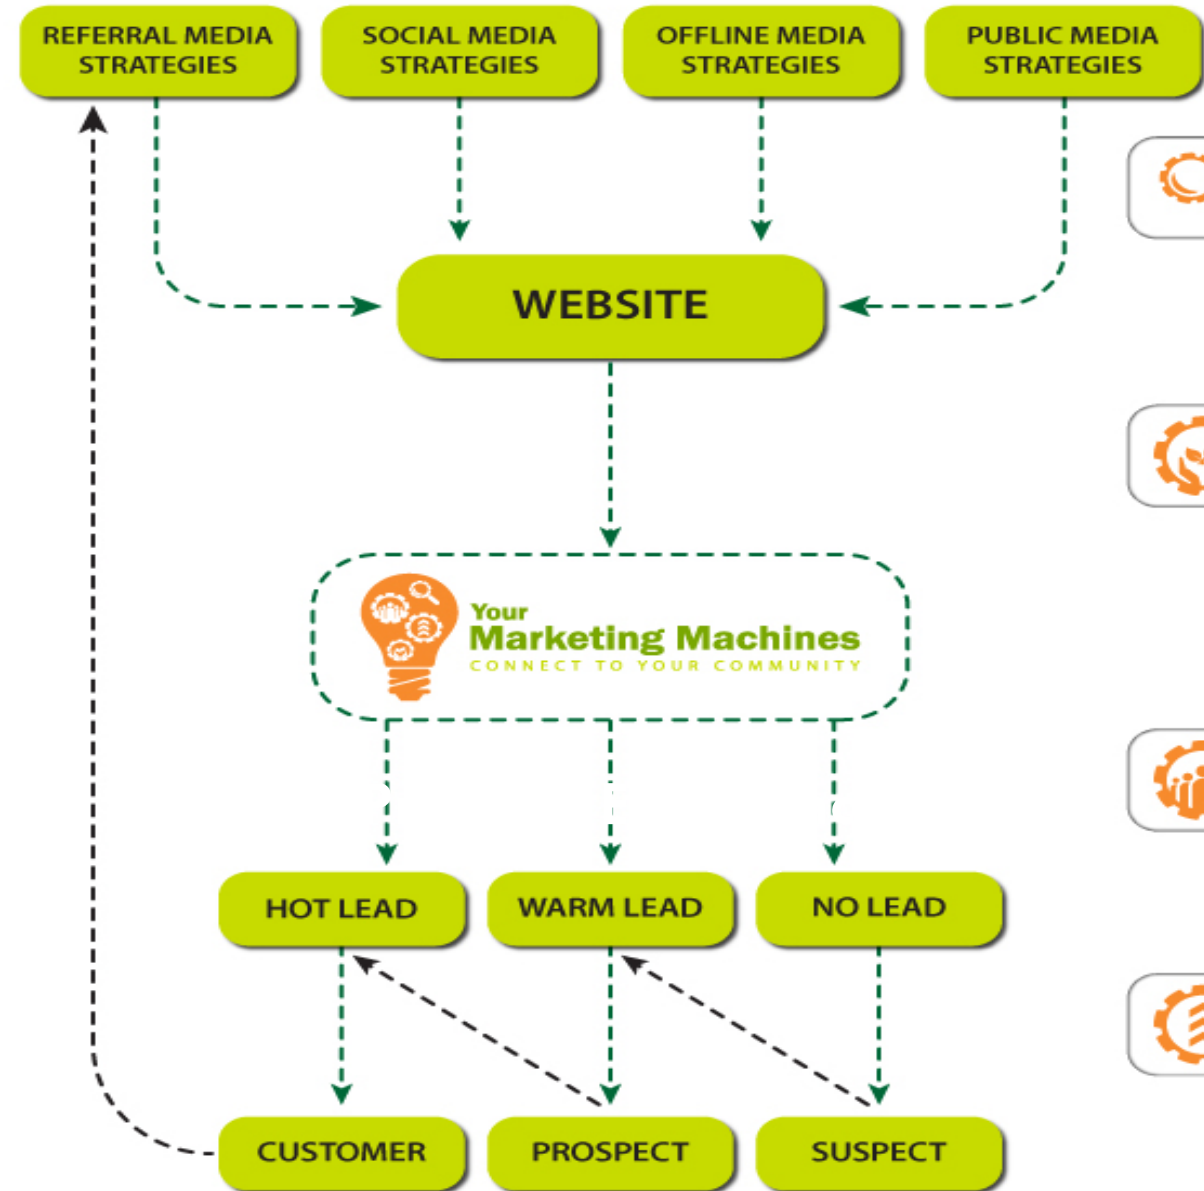 REFERRAL MEDIA
STRATEGIES
SOCIAL MEDIA
STRATEGIES
OFFLINE MEDIA
STRATEGIES
PUBLIC MEDIA
STRATEGIES
WEBSITE
Your
Marketing Machines
CONNECT TO YOUR COMMUNITY
HOT LEAD
WARM LEAD
NO LEAD
CUSTOMER
PROSPECT
SUSPECT